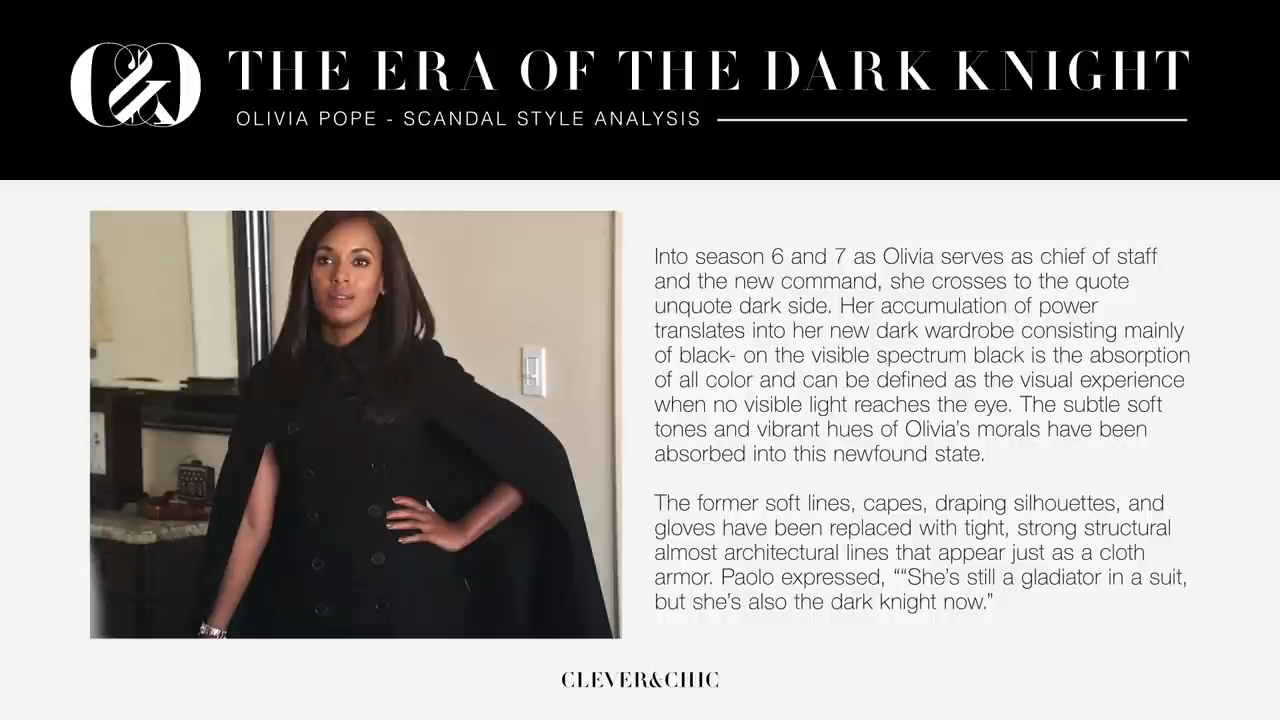 THE ERA OF THE DARK KNIGHT
OLIVIA POPE - SCANDAL STYLE ANALYSIS
Into season 6 and 7 as Olivia serves as chief of staff
and the new command, she crosses to the quote
unquote dark side. Her accumulation of power
translates into her new dark wardrobe consisting mainly
of black- on the visible spectrum black is the absorption
of all color and can be defined as the visual experience
when no visible light reaches the eye. The subtle soft
tones and vibrant hues of Olivia's morals have been
absorbed into this newfound state.
The former soft lines, capes, draping silhouettes, and
gloves have been replaced with tight, strong structural
almost architectural lines that appear just as a cloth
armor. Paolo expressed, ““She’s still a gladiator in a suit,
but she’s also the dark knight now.”
CLEVER&CHIC